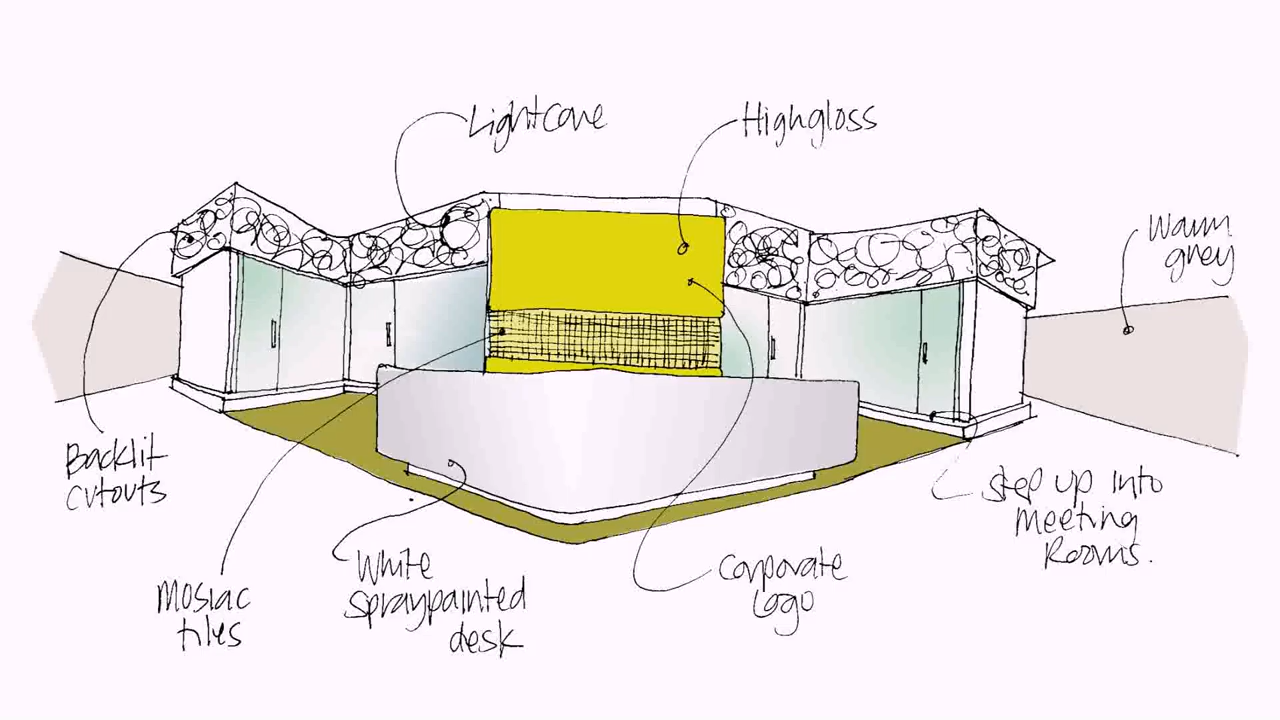 Lightcove
Highgloss
Warm
grey
Backlit
cutouts
Step up into
Meeting
Rooms.
White
spraypainted
desk
Corporate
Logo
Mosiac
tiles